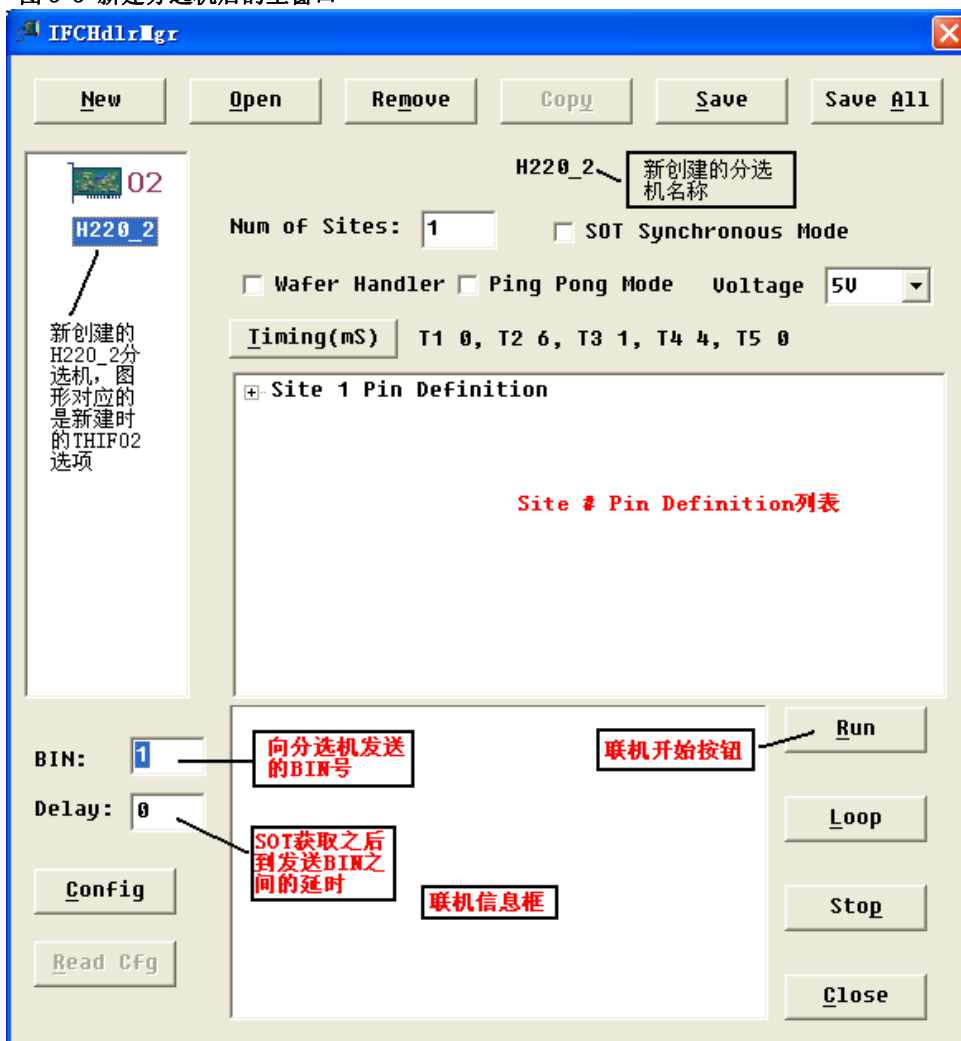 IFCHdlrMgr
New Open Remove Copy Save Save All
02
H220_2
H220_2
新创建的分选
机名称
Num of Sites: 1 SOT Synchronous Mode
Wafer Handler Ping Pong Mode Voltage 5V
Timing(mS) T1 0, T2 6, T3 1, T4 4, T5 0
新创建的
H220_2分
选机，图
形对应的
是新建时
的THIF02
选项
Site 1 Pin Definition
Site # Pin Definition列表
BIN: 1
向分选机发送
的BIN号
联机开始按钮
Run
Delay: 0
SOT获取之后
到发送BIN之
间的延时
联机信息框
Loop
Config
Stop
Read Cfg
Close